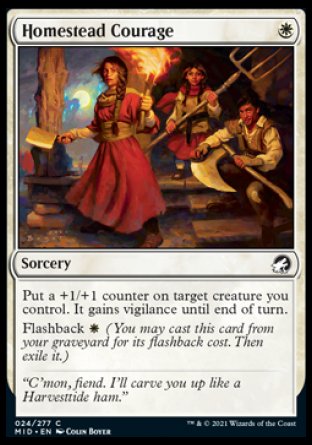 Homestead Courage
Sorcery
Put a +1/+1 counter on target creature you
control. It gains vigilance until end of turn.
Flashback (You may cast this card from
your graveyard for its flashback cost. Then
exile it.)
"C'mon, fiend. I'll carve you up like a
Harvesttide ham."
024/277 C
MID • EN Colin Boyer
™ & © 2021 Wizards of the Coast